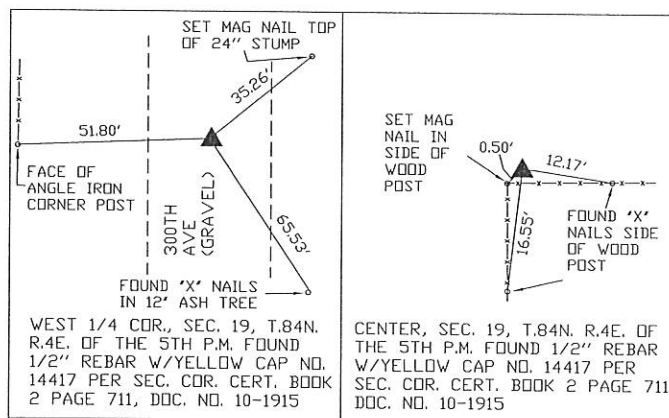 SET MAG NAIL TOP
OF 24" STUMP
35.26'
51.80'
FACE OF
ANGLE IRON
CORNER POST
300TH
AVE
(GRAVEL)
65.53'
FOUND "X" NAILS
IN 12" ASH TREE
WEST 1/4 COR., SEC. 19, T.84N.
R.4E. OF THE 5TH P.M. FOUND
1/2" REBAR W/YELLOW CAP NO.
14417 PER SEC. COR. CERT. BOOK
2 PAGE 711, DOC. NO. 10-1915
SET MAG
NAIL IN
SIDE OF
WOOD
POST
0.50'
12.17'
16.55'
FOUND "X"
NAILS SIDE
OF WOOD
POST
CENTER, SEC. 19, T.84N. R.4E. OF
THE 5TH P.M. FOUND 1/2" REBAR
W/YELLOW CAP NO. 14417 PER
SEC. COR. CERT. BOOK 2 PAGE 711
DOC. NO. 10-1915